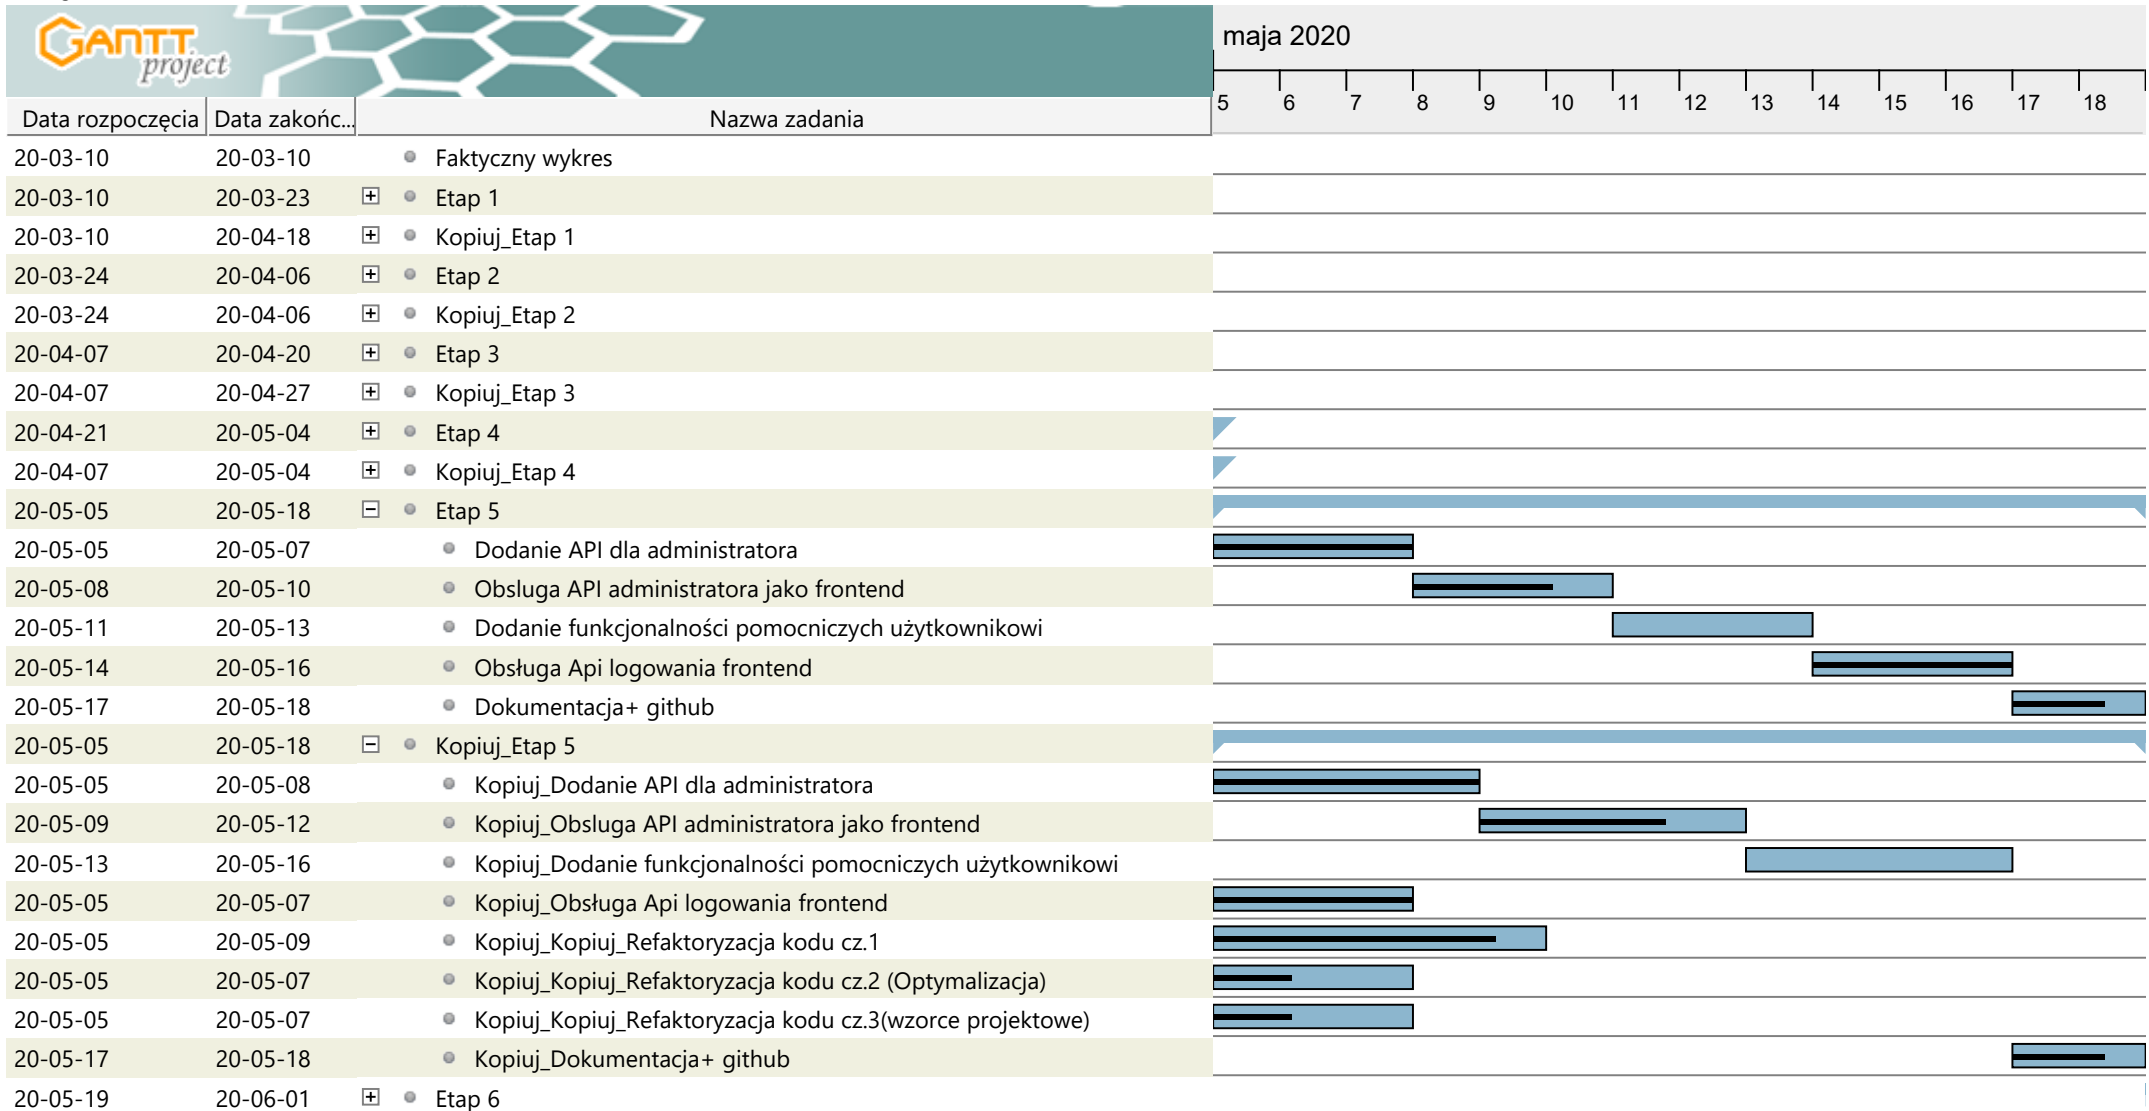 GANTT
project
maja 2020
5 6 7 8 9 10 11 12 13 14 15 16 17 18
Data rozpoczęcia Data zakońc... Nazwa zadania
20-03-10 20-03-10 Faktyczny wykres
20-03-10 20-03-23 Etap 1
20-03-10 20-04-18 Kopiuj_Etap 1
20-03-24 20-04-06 Etap 2
20-03-24 20-04-06 Kopiuj_Etap 2
20-04-07 20-04-20 Etap 3
20-04-07 20-04-27 Kopiuj_Etap 3
20-04-21 20-05-04 Etap 4
20-04-07 20-05-04 Kopiuj_Etap 4
20-05-05 20-05-18 Etap 5
20-05-05 20-05-07 Dodanie API dla administratora
20-05-08 20-05-10 Obsluga API administratora jako frontend
20-05-11 20-05-13 Dodanie funkcjonalności pomocniczych użytkownikowi
20-05-14 20-05-16 Obsługa Api logowania frontend
20-05-17 20-05-18 Dokumentacja+ github
20-05-05 20-05-18 Kopiuj_Etap 5
20-05-05 20-05-08 Kopiuj_Dodanie API dla administratora
20-05-09 20-05-12 Kopiuj_Obsluga API administratora jako frontend
20-05-13 20-05-16 Kopiuj_Dodanie funkcjonalności pomocniczych użytkownikowi
20-05-05 20-05-07 Kopiuj_Obsługa Api logowania frontend
20-05-05 20-05-09 Kopiuj_Kopiuj_Refaktoryzacja kodu cz.1
20-05-05 20-05-07 Kopiuj_Kopiuj_Refaktoryzacja kodu cz.2 (Optymalizacja)
20-05-05 20-05-07 Kopiuj_Kopiuj_Refaktoryzacja kodu cz.3(wzorce projektowe)
20-05-17 20-05-18 Kopiuj_Dokumentacja+ github
20-05-19 20-06-01 Etap 6